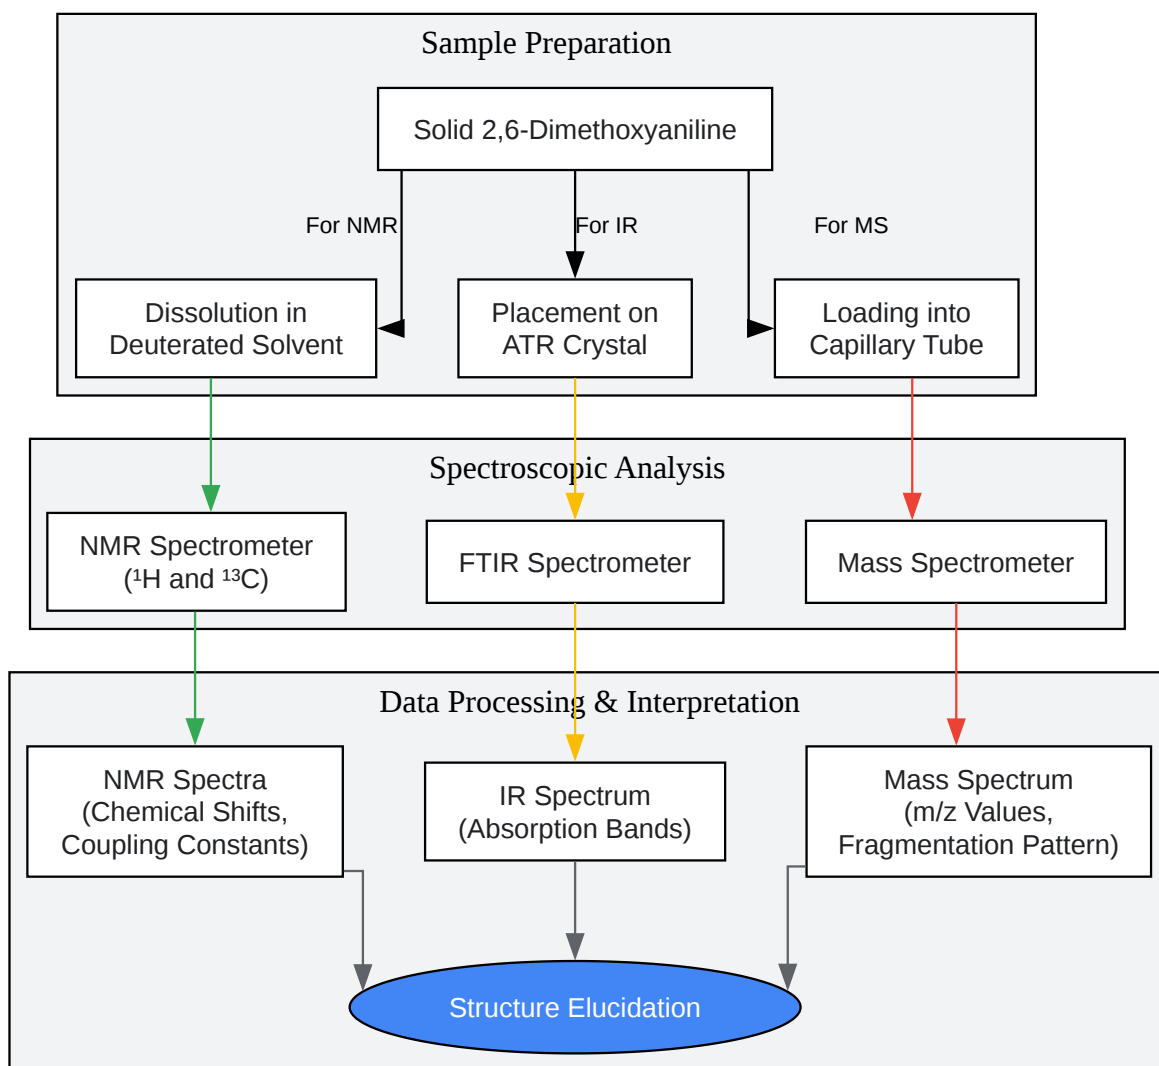 Sample Preparation
Solid 2,6-Dimethoxyaniline
For NMR
For IR
For MS
Dissolution in
Deuterated Solvent
Placement on
ATR Crystal
Loading into
Capillary Tube
Spectroscopic Analysis
NMR Spectrometer
(¹H and ¹³C)
FTIR Spectrometer
Mass Spectrometer
Data Processing & Interpretation
NMR Spectra
(Chemical Shifts,
Coupling Constants)
IR Spectrum
(Absorption Bands)
Mass Spectrum
(m/z Values,
Fragmentation Pattern)
Structure Elucidation